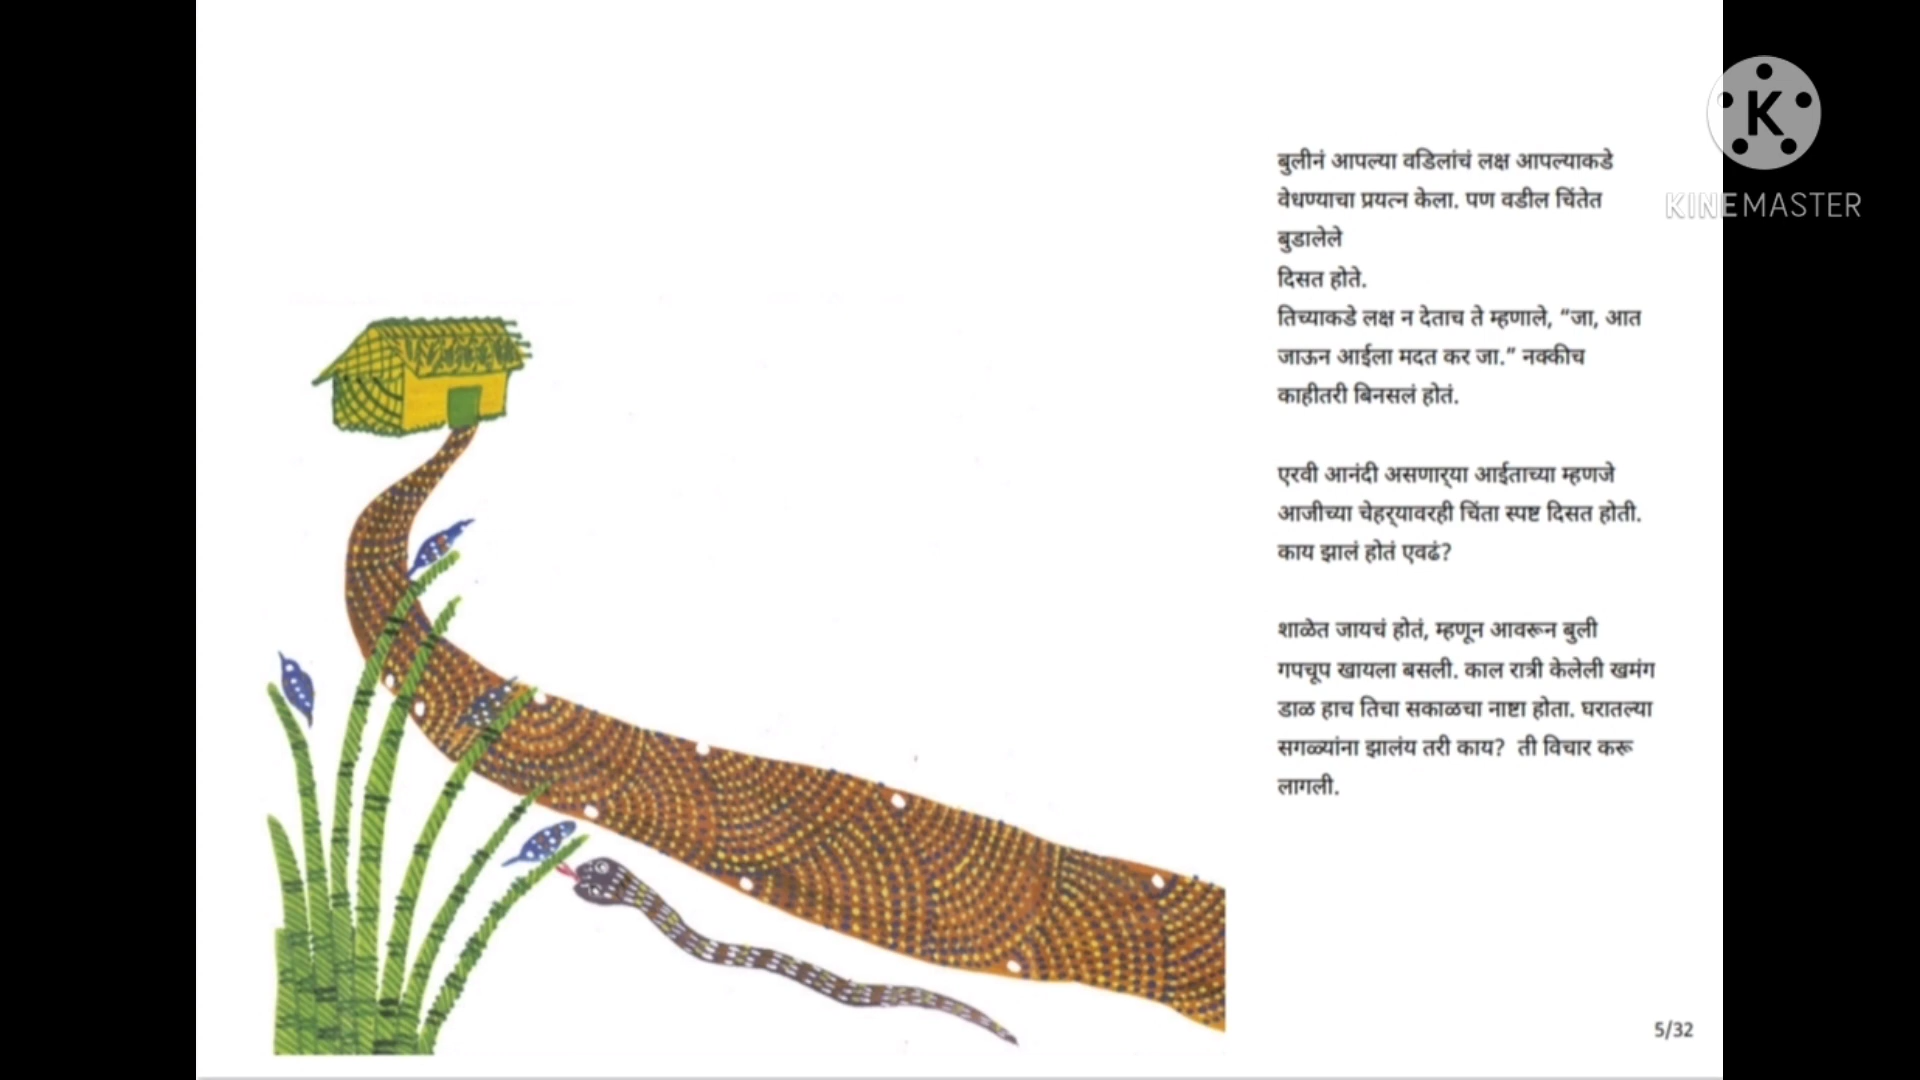 बुलीनं आपल्या वडिलांचं लक्ष आपल्याकडे
वेधण्याचा प्रयत्न केला. पण वडील चिंतेत
बुडालेले
दिसत होते.
तिच्याकडे लक्ष न देताच ते म्हणाले, “जा, आत
जाऊन आईला मदत कर जा.” नक्कीच
काहीतरी बिनसलं होतं.
एरवी आनंदी असणाऱ्या आईताच्या म्हणजे
आजीच्या चेहऱ्यावरही चिंता स्पष्ट दिसत होती.
काय झालं होतं एवढं?
शाळेत जायचं होतं, म्हणून आवरून बुली
गपचूप खायला बसली. काल रात्री केलेली खमंग
डाळ हाच तिचा सकाळचा नाष्टा होता. घरातल्या
सगळ्यांना झालंय तरी काय? ती विचार करू
लागली.
5/32
K
KINEMASTER